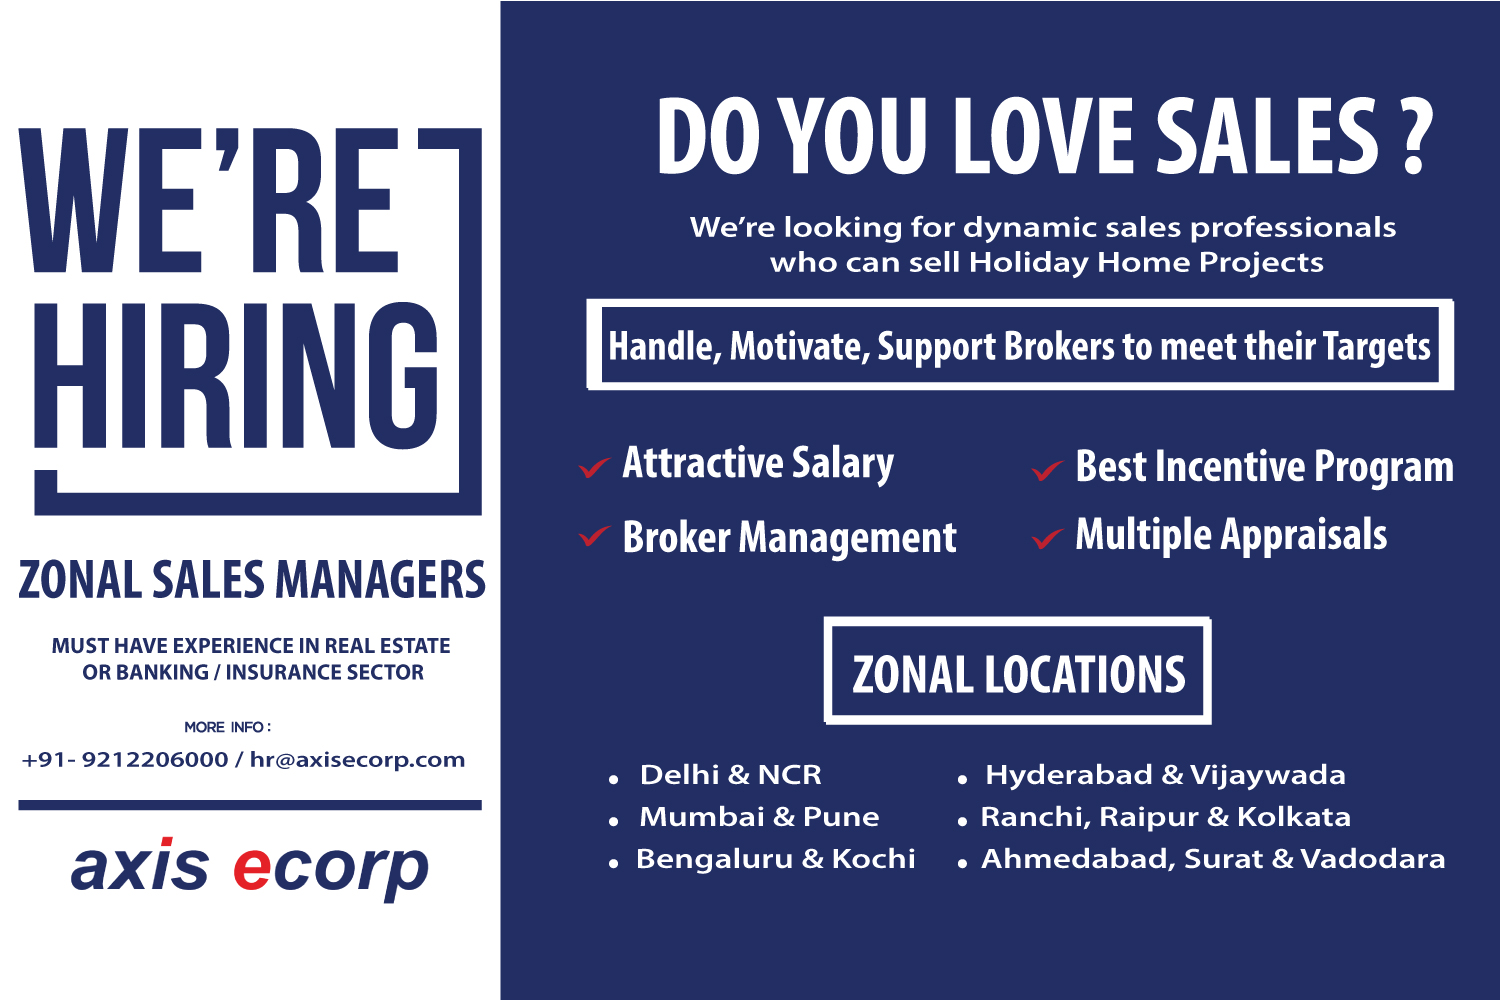 WE'RE
HIRING
ZONAL SALES MANAGERS
MUST HAVE EXPERIENCE IN REAL ESTATE
OR BANKING / INSURANCE SECTOR
MORE INFO :
+91- 9212206000 / hr@axisecorp.com
axis ecorp
DO YOU LOVE SALES ?
We're looking for dynamic sales professionals
who can sell Holiday Home Projects
Handle, Motivate, Support Brokers to meet their Targets
Attractive Salary
Best Incentive Program
Broker Management
Multiple Appraisals
ZONAL LOCATIONS
• Delhi & NCR
• Hyderabad & Vijaywada
• Mumbai & Pune
• Ranchi, Raipur & Kolkata
• Bengaluru & Kochi
• Ahmedabad, Surat & Vadodara